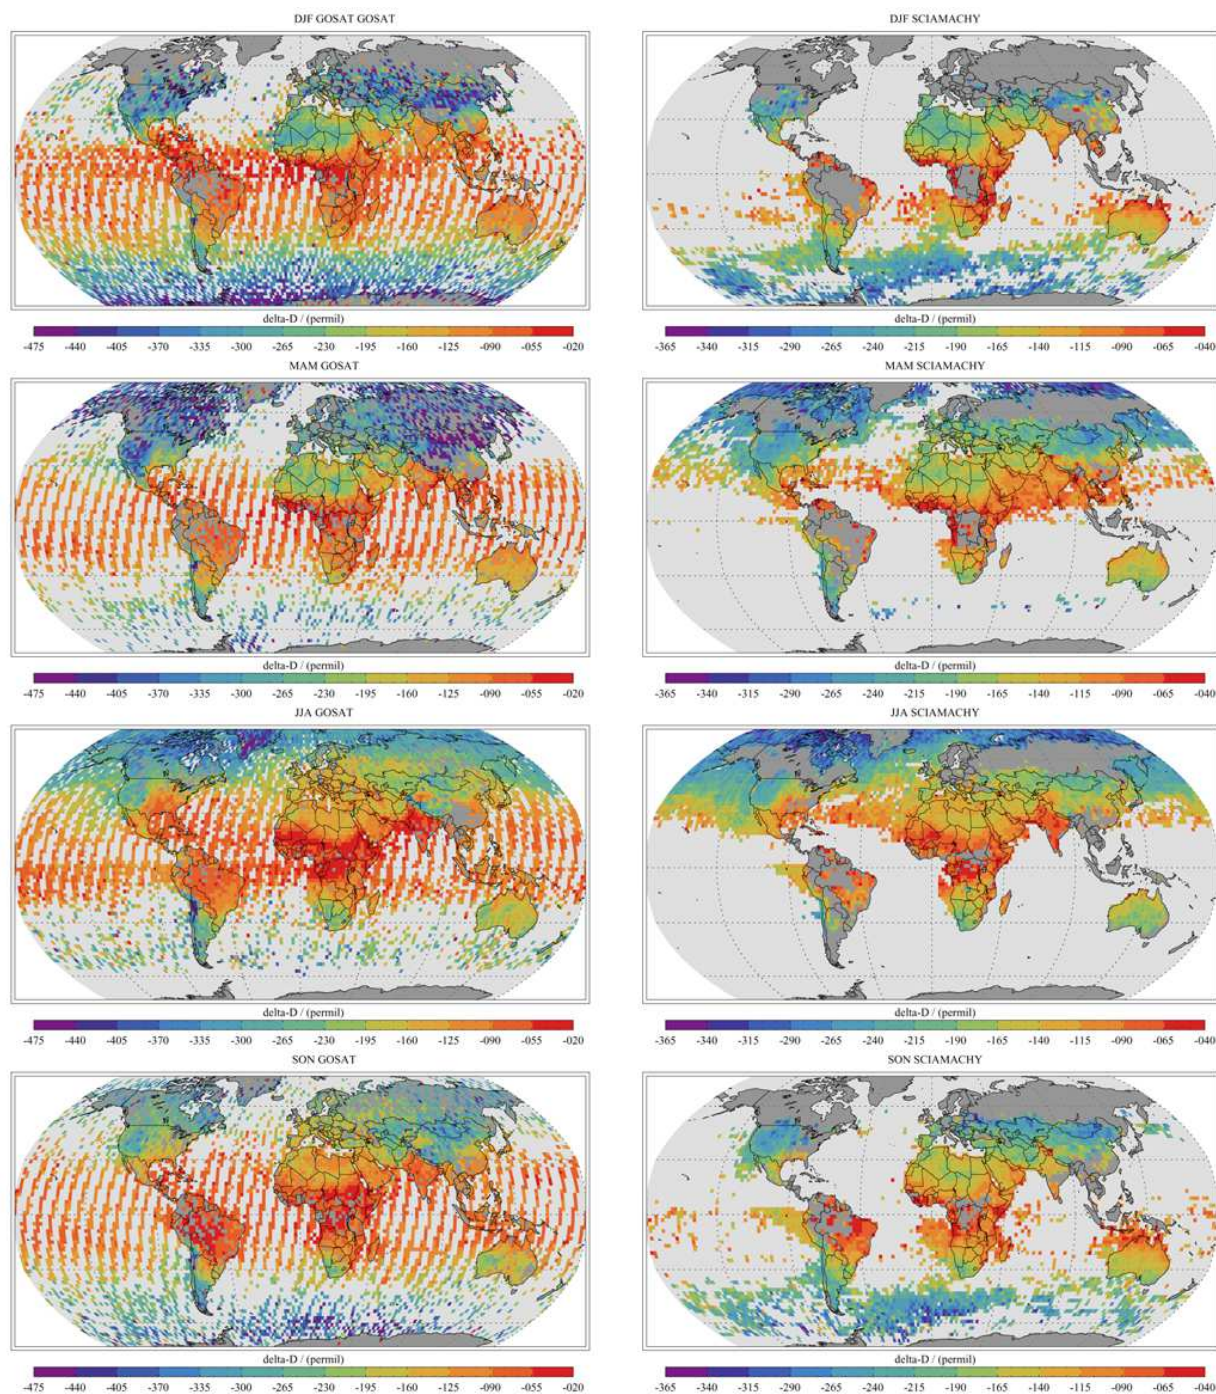 DJF GOSAT GOSAT
DJF SCIAMACHY
delta-D / (permil)
-475 -440 -405 -370 -335 -300 -265 -230 -195 -160 -125 -090 -055 -020
delta-D / (permil)
-365 -340 -315 -290 -265 -240 -215 -190 -165 -140 -115 -090 -065 -040
MAM GOSAT
MAM SCIAMACHY
delta-D / (permil)
-475 -440 -405 -370 -335 -300 -265 -230 -195 -160 -125 -090 -055 -020
delta-D / (permil)
-365 -340 -315 -290 -265 -240 -215 -190 -165 -140 -115 -090 -065 -040
JJA GOSAT
JJA SCIAMACHY
delta-D / (permil)
-475 -440 -405 -370 -335 -300 -265 -230 -195 -160 -125 -090 -055 -020
delta-D / (permil)
-365 -340 -315 -290 -265 -240 -215 -190 -165 -140 -115 -090 -065 -040
SON GOSAT
SON SCIAMACHY
delta-D / (permil)
-475 -440 -405 -370 -335 -300 -265 -230 -195 -160 -125 -090 -055 -020
delta-D / (permil)
-365 -340 -315 -290 -265 -240 -215 -190 -165 -140 -115 -090 -065 -040